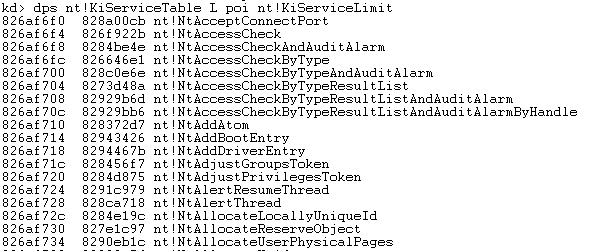 kd> dps nt!KiServiceTable L poi nt!KiServiceLimit
826af6f0  828a00cb nt!NtAcceptConnectPort
826af6f4  826f922b nt!NtAccessCheck
826af6f8  8284be4e nt!NtAccessCheckAndAuditAlarm
826af6fc  826646e1 nt!NtAccessCheckByType
826af700  828c0e6e nt!NtAccessCheckByTypeAndAuditAlarm
826af704  8273d48a nt!NtAccessCheckByTypeResultList
826af708  82929b6d nt!NtAccessCheckByTypeResultListAndAuditAlarm
826af70c  82929bb6 nt!NtAccessCheckByTypeResultListAndAuditAlarmByHandle
826af710  828372d7 nt!NtAddAtom
826af714  82943426 nt!NtAddBootEntry
826af718  8294467b nt!NtAddDriverEntry
826af71c  828456f7 nt!NtAdjustGroupsToken
826af720  8284d875 nt!NtAdjustPrivilegesToken
826af724  8291c979 nt!NtAlertResumeThread
826af728  828ca718 nt!NtAlertThread
826af72c  8284e19c nt!NtAllocateLocallyUniqueId
826af730  827e1c97 nt!NtAllocateReserveObject
826af734  8290eb1c nt!NtAllocateUserPhysicalPages